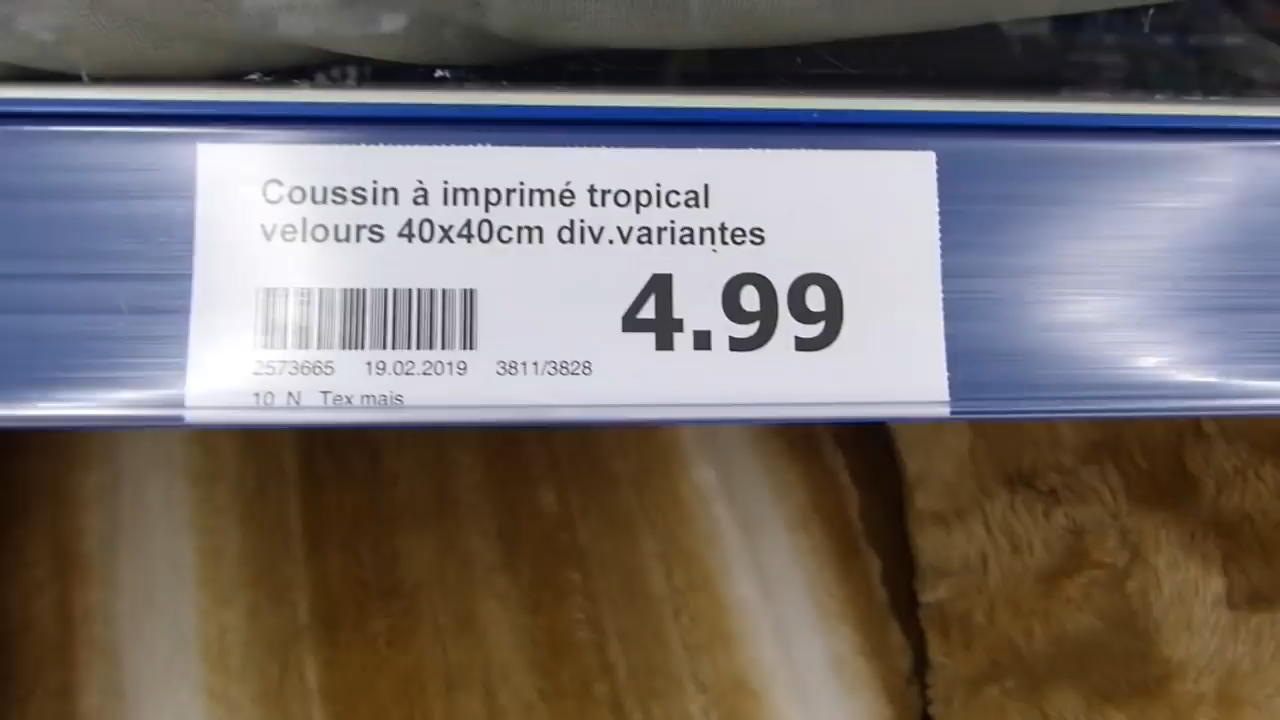 Coussin à imprimé tropical
velours 40x40cm div.variantes
4.99
2573665 19.02.2019 3811/3828
10 N Tex mais